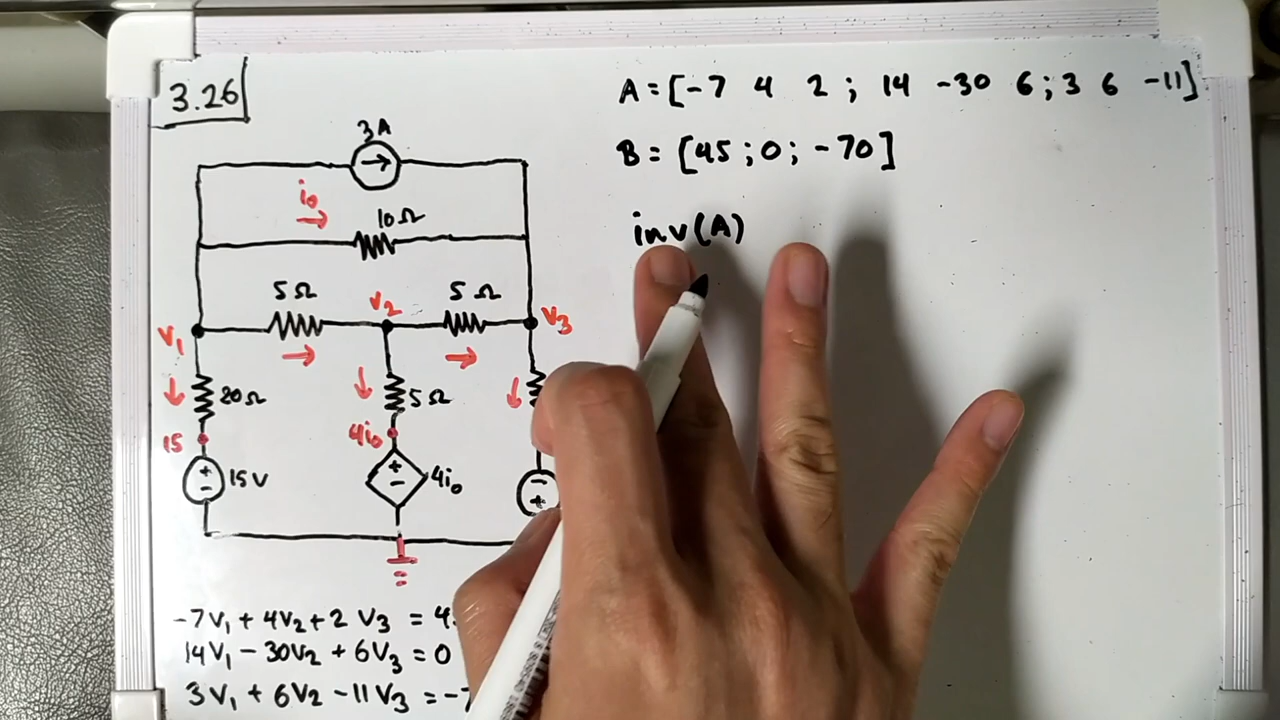 3.26
A = [-7 4 2 ; 14 -30 6 ; 3 6 -11]
B = [45 ; 0 ; -70]
inv(A)
3A
i₀
10Ω
5Ω
V₂
5Ω
V₁
V₃
20Ω
5Ω
15
4i₀
15V
4i₀
-7V₁ + 4V₂ + 2V₃ = 4
14V₁ - 30V₂ + 6V₃ = 0
3V₁ + 6V₂ - 11V₃ = -7